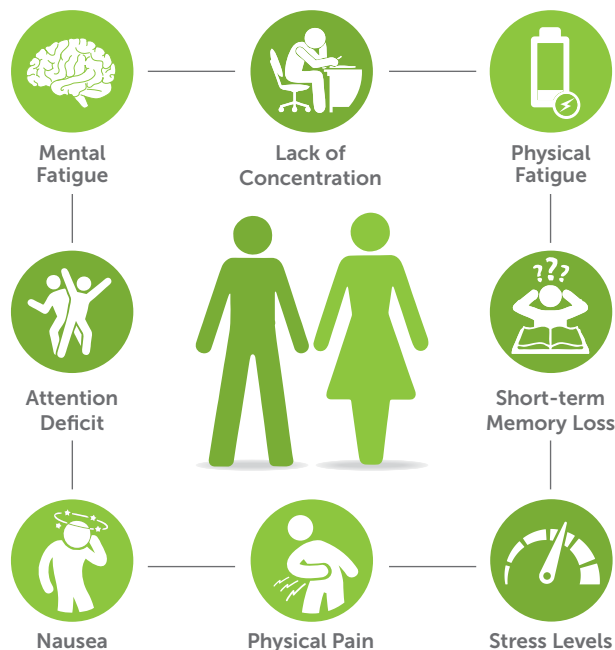 Mental
Fatigue
Lack of
Concentration
Physical
Fatigue
???
Attention
Deficit
Short-term
Memory Loss
Nausea
Physical Pain
Stress Levels